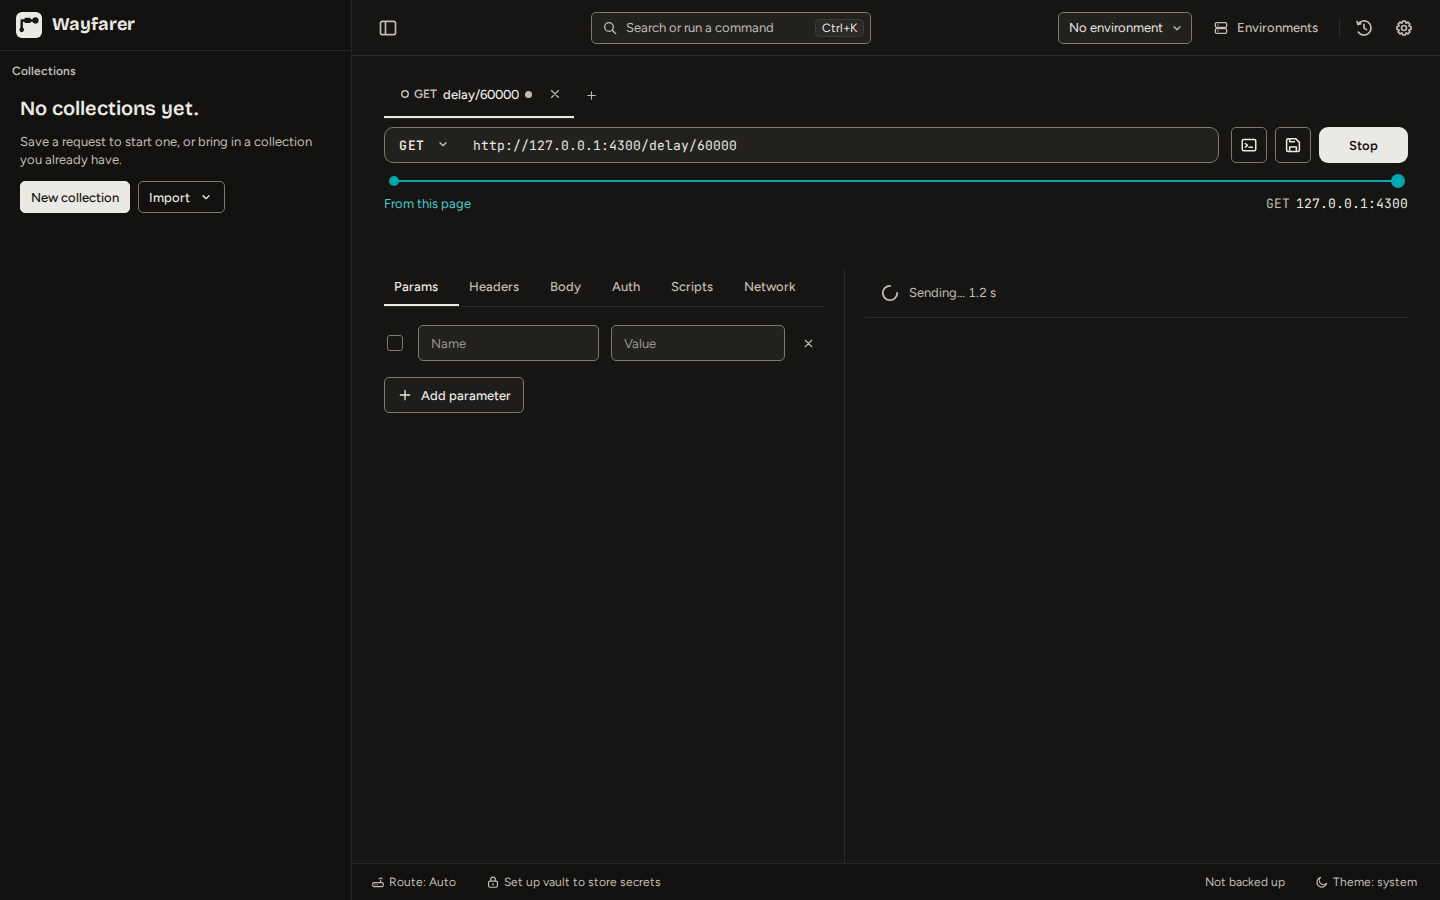 Wayfarer
Search or run a command Ctrl+K
No environment
Environments
Collections
No collections yet.
Save a request to start one, or bring in a collection
you already have.
New collection
Import
GET delay/60000
GET http://127.0.0.1:4300/delay/60000
Stop
From this page
GET 127.0.0.1:4300
Params Headers Body Auth Scripts Network
Name
Value
Add parameter
Sending... 1.2 s
Route: Auto
Set up vault to store secrets
Not backed up
Theme: system